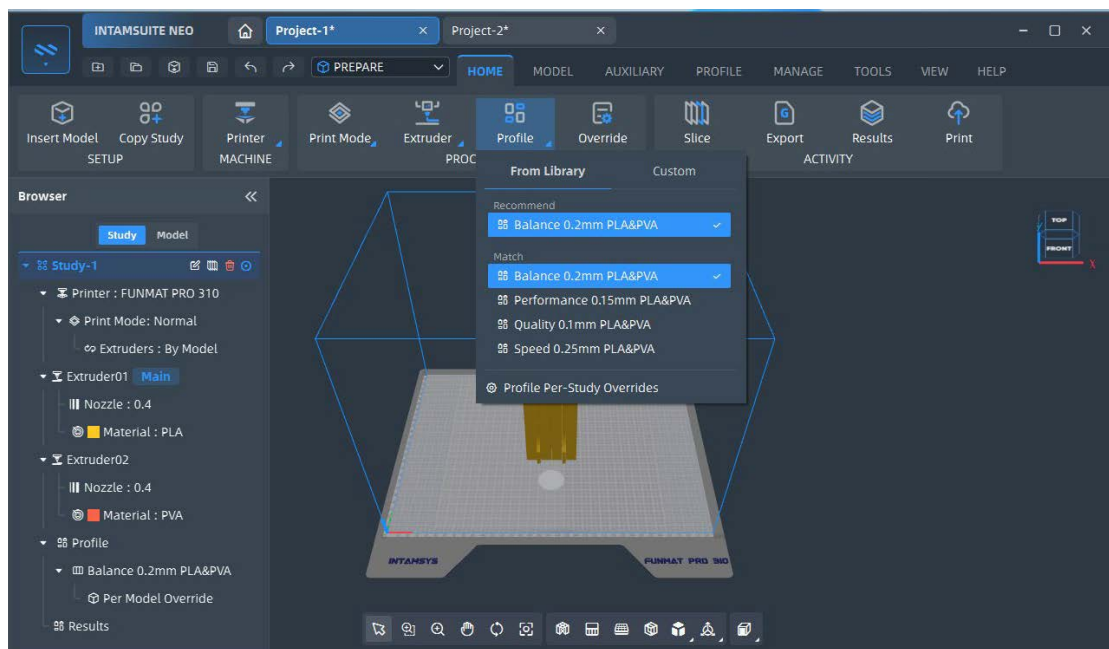 INTAMSUITE NEO
Project-1*
Project-2*
PREPARE
HOME
MODEL
AUXILIARY
PROFILE
MANAGE
TOOLS
VIEW
HELP
Insert Model
Copy Study
Printer
Print Mode
Extruder
Profile
Override
Slice
Export
Results
Print
SETUP
MACHINE
PROC
ACTIVITY
From Library
Custom
Recommend
Balance 0.2mm PLA&PVA
Match
Balance 0.2mm PLA&PVA
Performance 0.15mm PLA&PVA
Quality 0.1mm PLA&PVA
Speed 0.25mm PLA&PVA
Profile Per-Study Overrides
Browser
Study
Model
Study-1
Printer : FUNMAT PRO 310
Print Mode: Normal
Extruders : By Model
Extruder01 Main
Nozzle : 0.4
Material : PLA
Extruder02
Nozzle : 0.4
Material : PVA
Profile
Balance 0.2mm PLA&PVA
Per Model Override
Results
TOP
FRONT
X
INTAMSYS
FUNMAT PRO 310